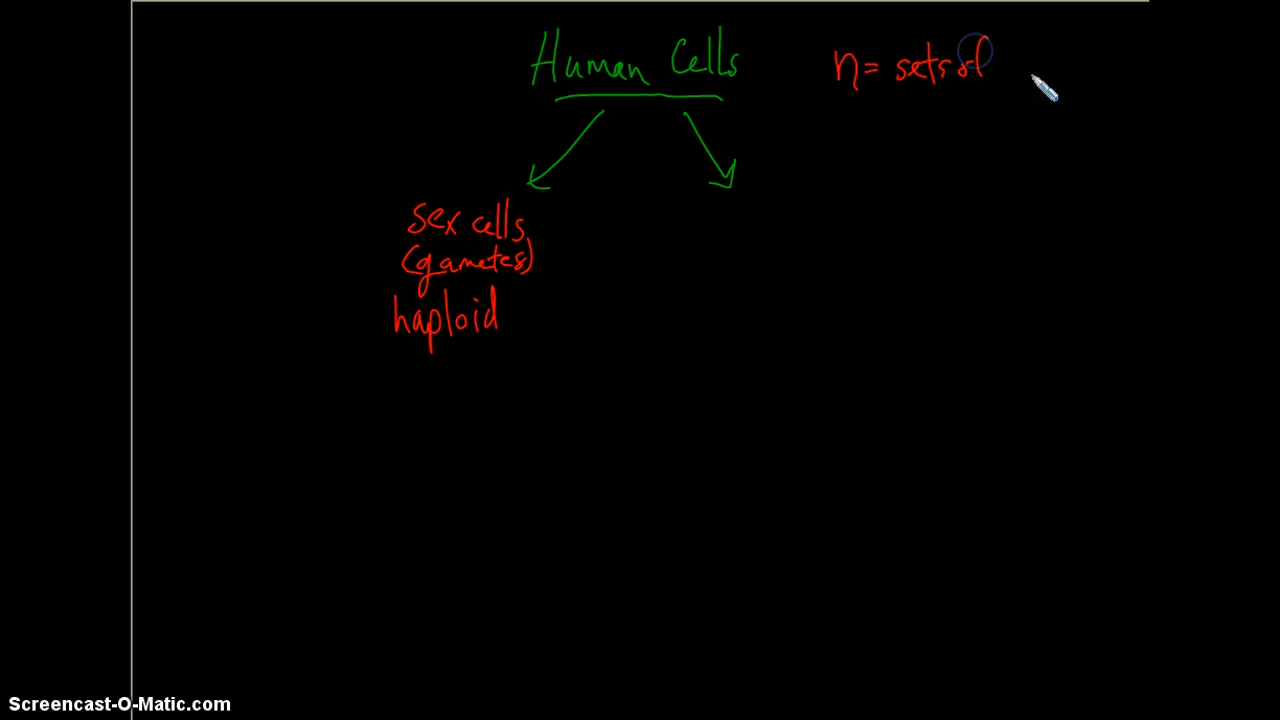 Human Cells
n = sets of
sex cells
(gametes)
haploid
Screencast-O-Matic.com